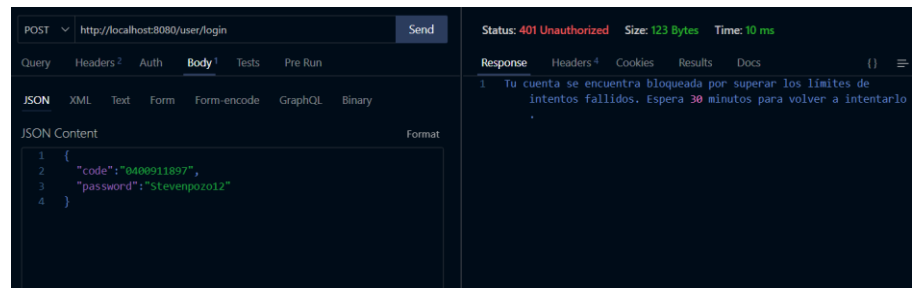 POST http://localhost:8080/user/login Send
Query Headers 2 Auth Body 1 Tests Pre Run
JSON XML Text Form Form-encode GraphQL Binary
JSON Content Format
1 {
2 "code":"0400911897",
3 "password":"Stevenpozo12"
4 }
Status: 401 Unauthorized Size: 123 Bytes Time: 10 ms
Response Headers 4 Cookies Results Docs {}
1 Tu cuenta se encuentra bloqueada por superar los límites de
intentos fallidos. Espera 30 minutos para volver a intentarlo
.